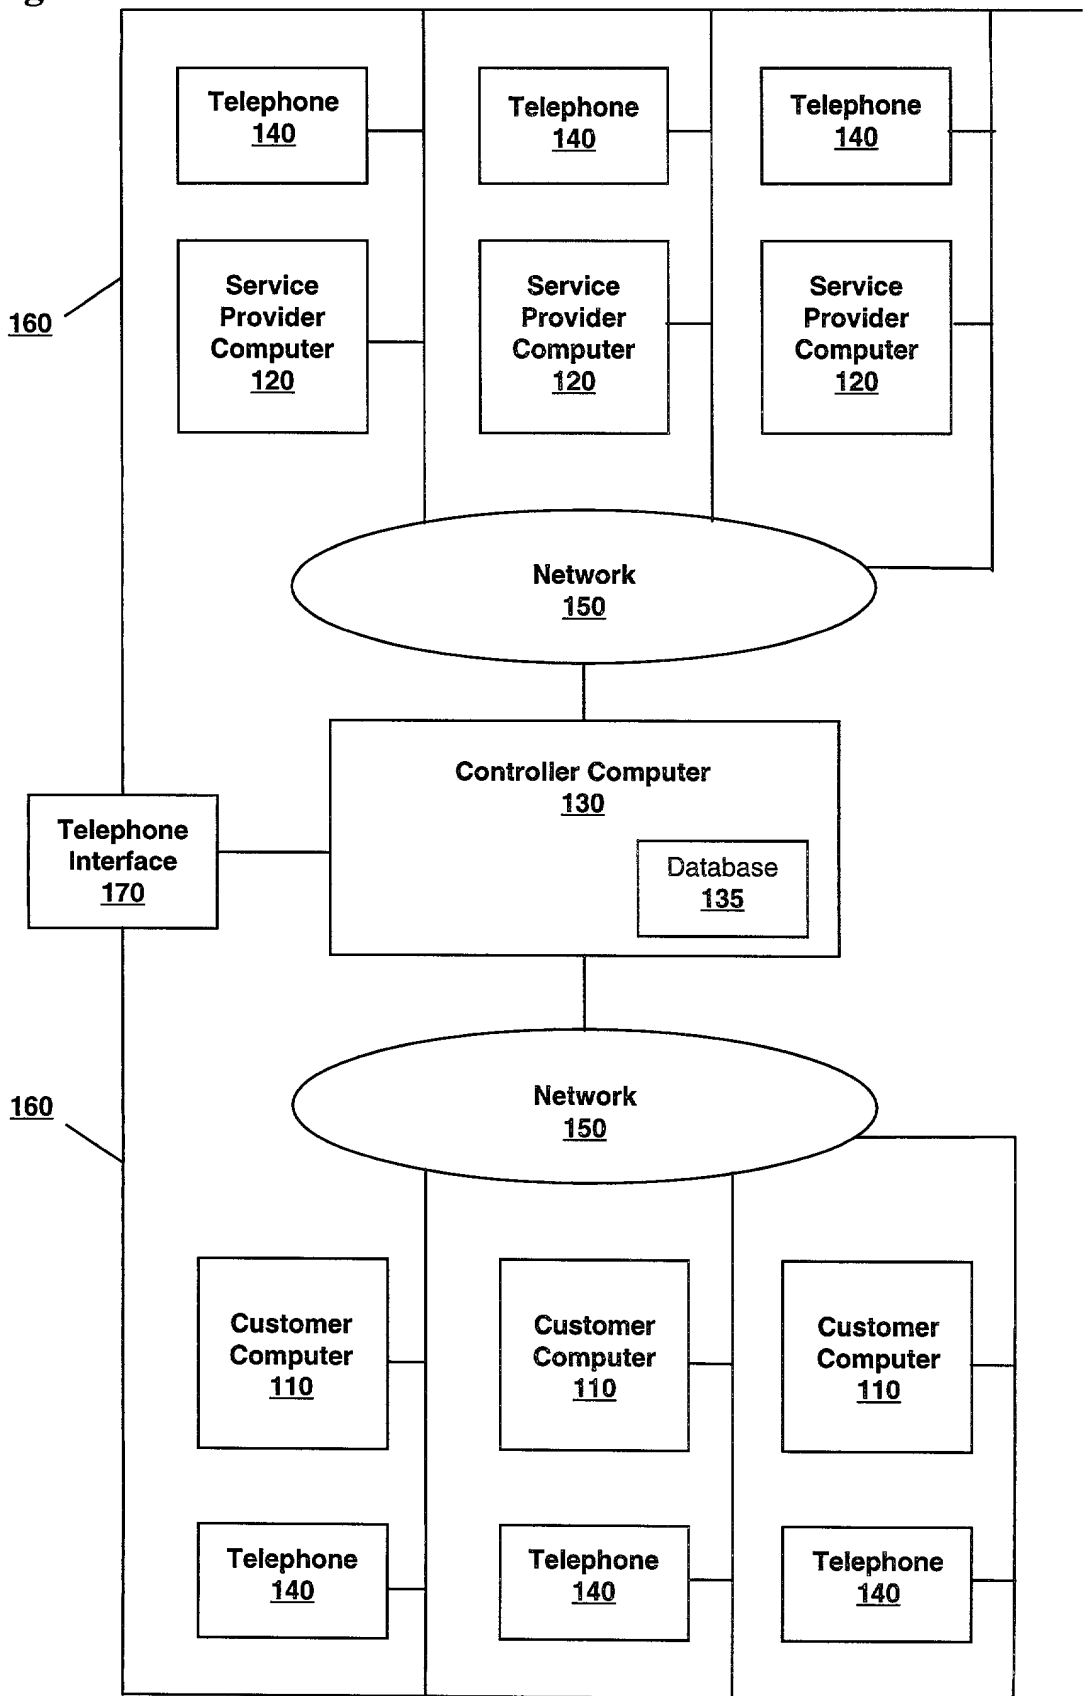 g
Telephone
140
Telephone
140
Telephone
140
Service
Provider
Computer
120
Service
Provider
Computer
120
Service
Provider
Computer
120
160
Network
150
Controller Computer
130
Telephone
Interface
170
Database
135
Network
150
160
Customer
Computer
110
Customer
Computer
110
Customer
Computer
110
Telephone
140
Telephone
140
Telephone
140